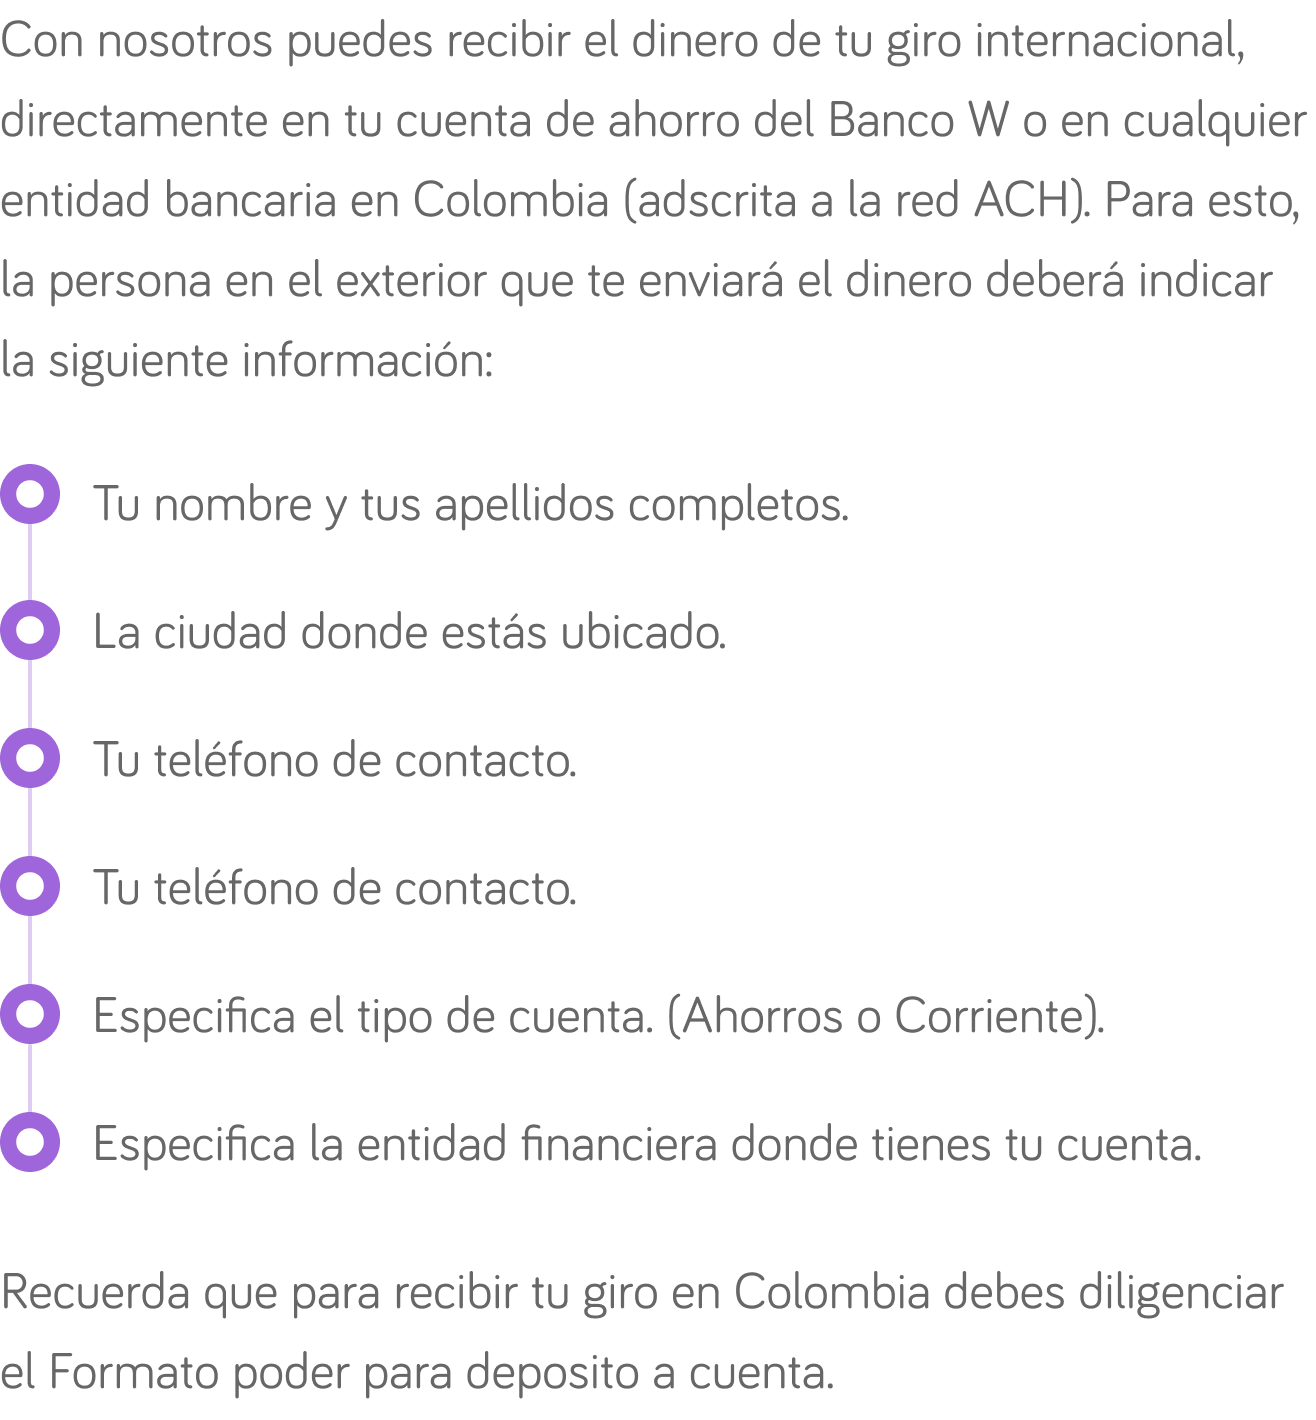 Con nosotros puedes recibir el dinero de tu giro internacional,
directamente en tu cuenta de ahorro del Banco W o en cualquier
entidad bancaria en Colombia (adscrita a la red ACH). Para esto,
la persona en el exterior que te enviará el dinero deberá indicar
la siguiente información:
Tu nombre y tus apellidos completos.
La ciudad donde estás ubicado.
Tu teléfono de contacto.
Tu teléfono de contacto.
Especifica el tipo de cuenta. (Ahorros o Corriente).
Especifica la entidad financiera donde tienes tu cuenta.
Recuerda que para recibir tu giro en Colombia debes diligenciar
el Formato poder para deposito a cuenta.